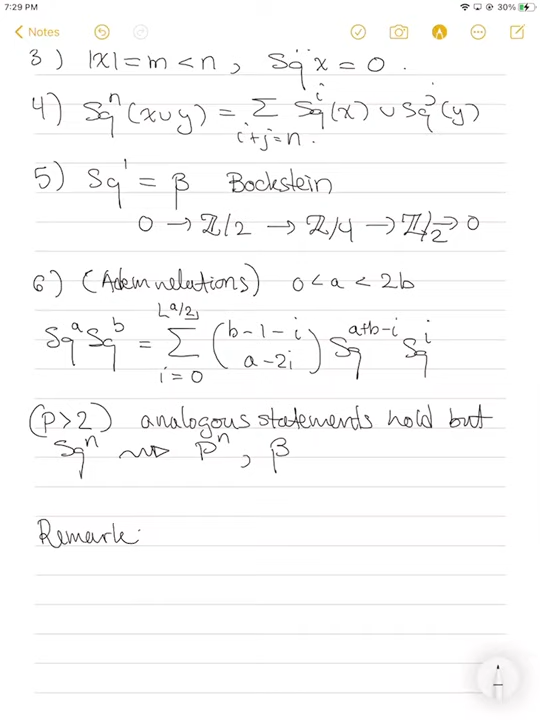 7:29 PM
30%
Notes
3) |x| = m < n, Sq^n x = 0.
4) Sq^n (x ∪ y) = Σ_{i+j=n} Sq^i (x) ∪ Sq^j (y)
5) Sq^1 = β Bockstein
0 → ℤ/2 → ℤ/4 → ℤ/2 → 0
6) (Adem relations) 0 < a < 2b
Sq^a Sq^b = Σ_{i=0}^{⌊a/2⌋} (b-1-i choose a-2i) Sq^{a+b-i} Sq^i
(p>2) analogous statements hold but
Sq^n ⇝ P^n, β
Remark: